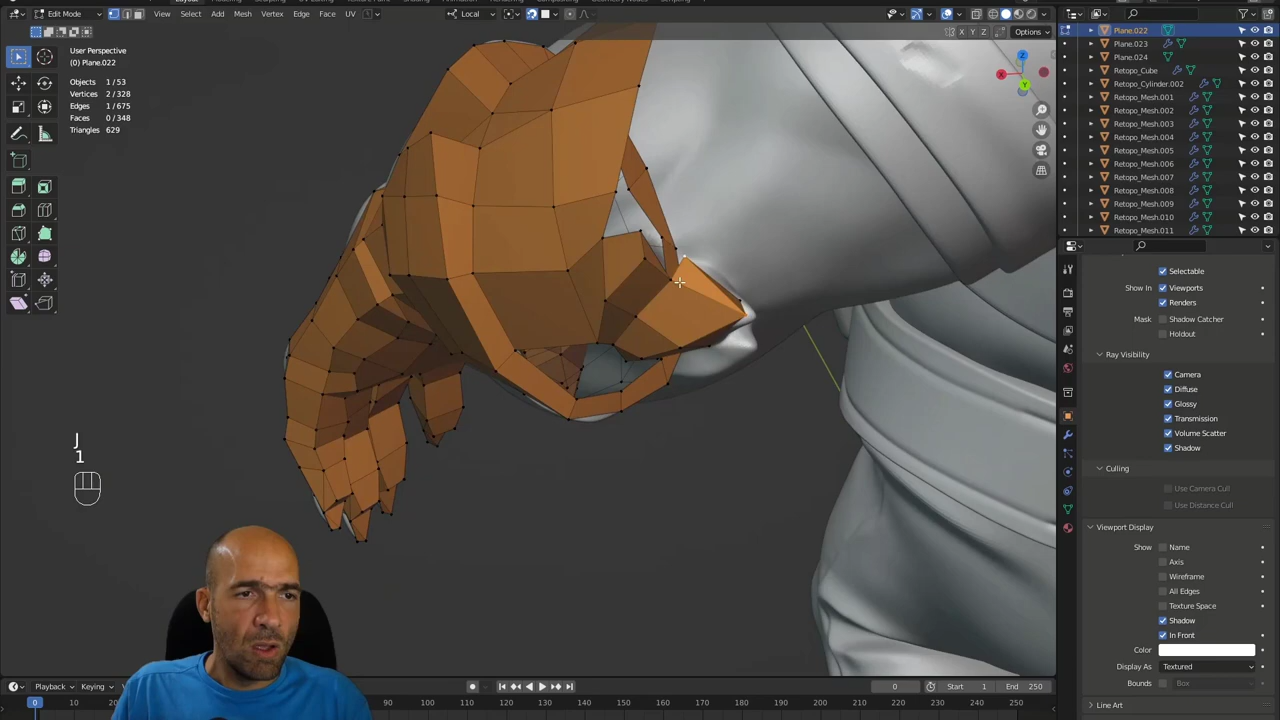 Edit Mode View Select Add Mesh Vertex Edge Face UV Local
X Y Z Options
User Perspective
(0) Plane.022
Objects 1 / 53
Vertices 2 / 328
Edges 1 / 675
Faces 0 / 348
Triangles 629
Z
X
Y
J
1
Plane.022
Plane.023
Plane.024
Retopo_Cube
Retopo_Cylinder.002
Retopo_Mesh.001
Retopo_Mesh.002
Retopo_Mesh.003
Retopo_Mesh.004
Retopo_Mesh.005
Retopo_Mesh.006
Retopo_Mesh.007
Retopo_Mesh.008
Retopo_Mesh.009
Retopo_Mesh.010
Retopo_Mesh.011
Selectable
Show In Viewports
Renders
Mask Shadow Catcher
Holdout
Ray Visibility
Camera
Diffuse
Glossy
Transmission
Volume Scatter
Shadow
Culling
Use Camera Cull
Use Distance Cull
Viewport Display
Show Name
Axis
Wireframe
All Edges
Texture Space
Shadow
In Front
Color
Display As Textured
Bounds Box
Line Art
Playback Keying View Marker 0 Start 1 End 250
0 10 100 110 120 130 140 150 160 170 180 190 200 210 220 230 240 250